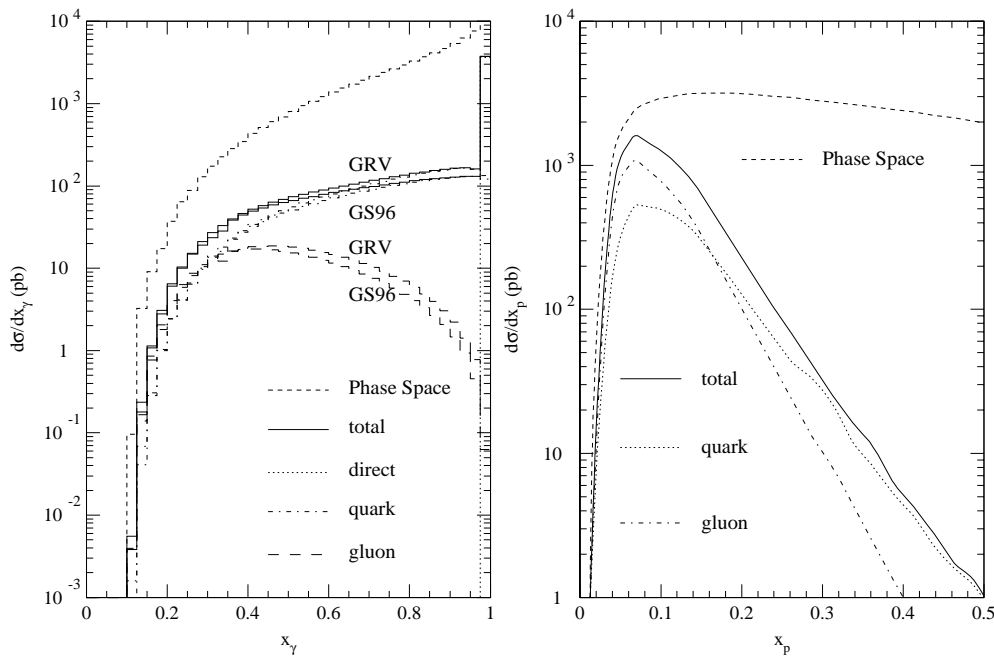 dσ/dx_γ (pb)
10^4
10^3
10^2
10
1
10^-1
10^-2
10^-3
GRV
GS96
GRV
GS96
Phase Space
total
direct
quark
gluon
0 0.2 0.4 0.6 0.8 1
x_γ
dσ/dx_p (pb)
10^4
10^3
10^2
10
1
Phase Space
total
quark
gluon
0 0.1 0.2 0.3 0.4 0.5
x_p